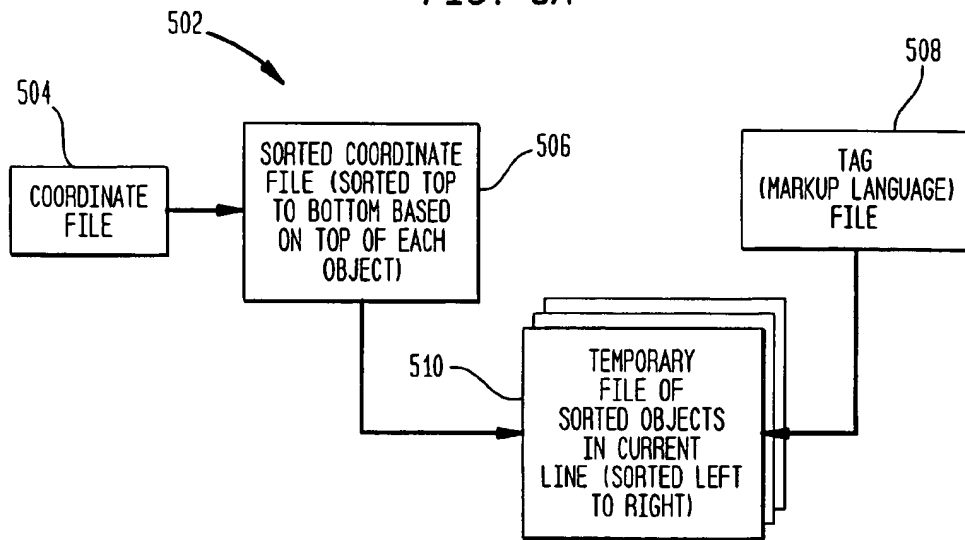 502
508
504
SORTED COORDINATE
FILE (SORTED TOP
TO BOTTOM BASED
ON TOP OF EACH
OBJECT)
506
TAG
(MARKUP LANGUAGE)
FILE
COORDINATE
FILE
510
TEMPORARY
FILE OF
SORTED OBJECTS
IN CURRENT
LINE (SORTED LEFT
TO RIGHT)